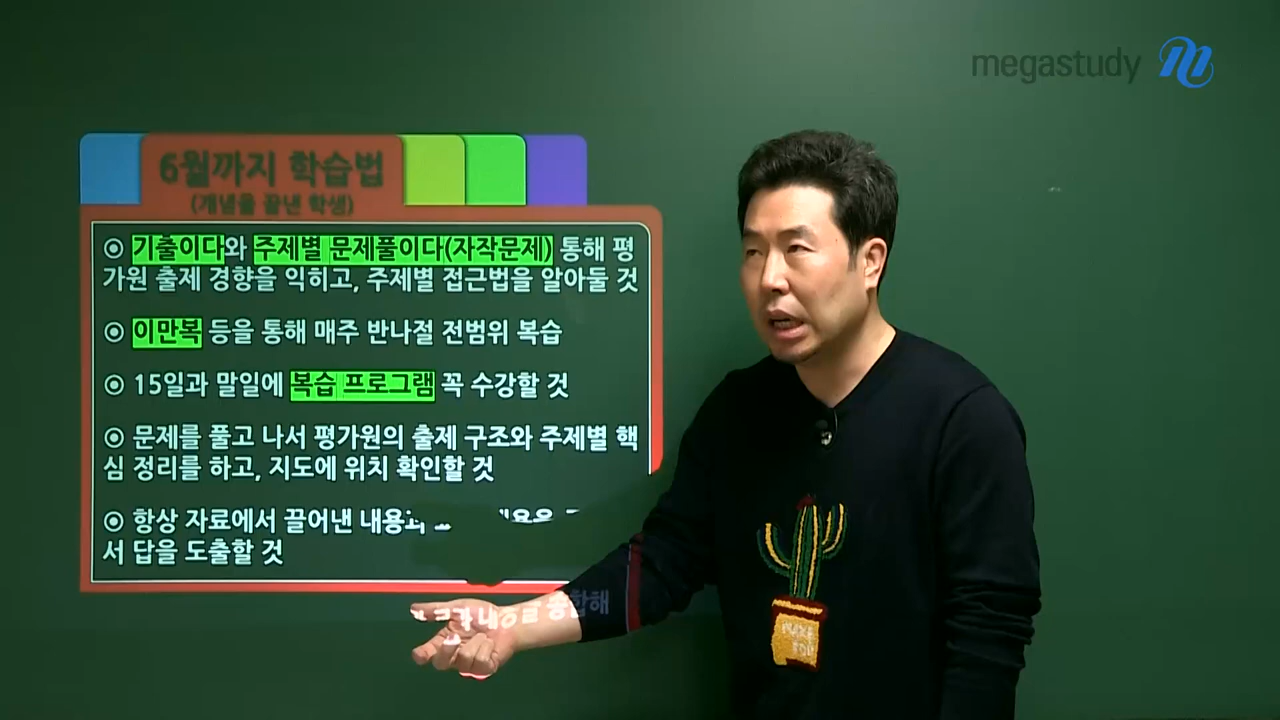 megastudy
6월까지 학습법
(개념을 끝낸 학생)
⊙ 기출이다와 주제별 문제풀이다(자작문제) 통해 평
가원 출제 경향을 익히고, 주제별 접근법을 알아둘 것
⊙ 이만복 등을 통해 매주 반나절 전범위 복습
⊙ 15일과 말일에 복습 프로그램 꼭 수강할 것
⊙ 문제를 풀고 나서 평가원의 출제 구조와 주제별 핵
심 정리를 하고, 지도에 위치 확인할 것
⊙ 항상 자료에서 끌어낸 내용과
서 답을 도출할 것